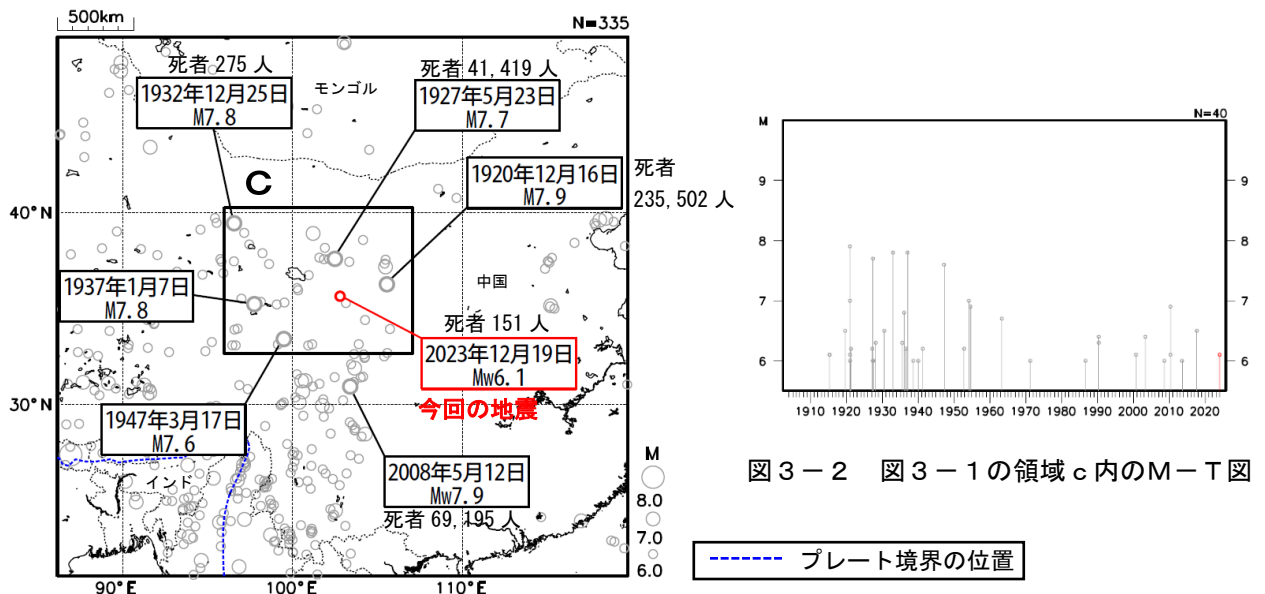 500km
N=335
死者 275 人
1932年12月25日
M7.8
モンゴル
死者 41,419 人
1927年5月23日
M7.7
1920年12月16日
M7.9
死者
235,502 人
C
40°N
1937年1月7日
M7.8
中国
死者 151 人
2023年12月19日
Mw6.1
今回の地震
30°N
1947年3月17日
M7.6
インド
2008年5月12日
Mw7.9
死者 69,195 人
M
8.0
7.0
6.0
90°E
100°E
110°E
M
N=40
9
9
8
8
7
7
6
6
1910 1920 1930 1940 1950 1960 1970 1980 1990 2000 2010 2020
図3-2 図3-1の領域c内のM-T図
プレート境界の位置